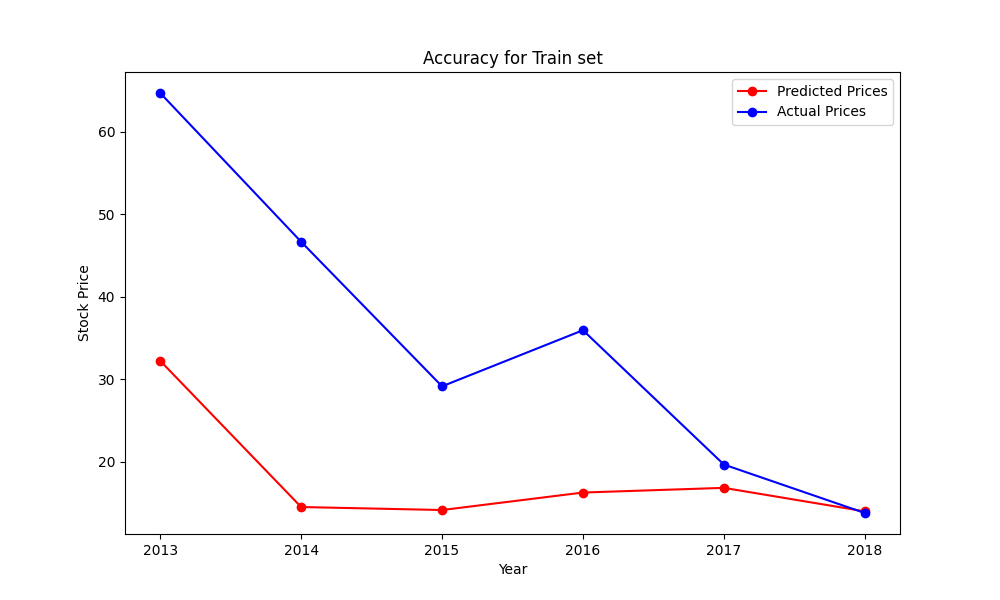 Accuracy for Train set
Predicted Prices
Actual Prices
60
50
40
30
20
Stock Price
2013 2014 2015 2016 2017 2018
Year